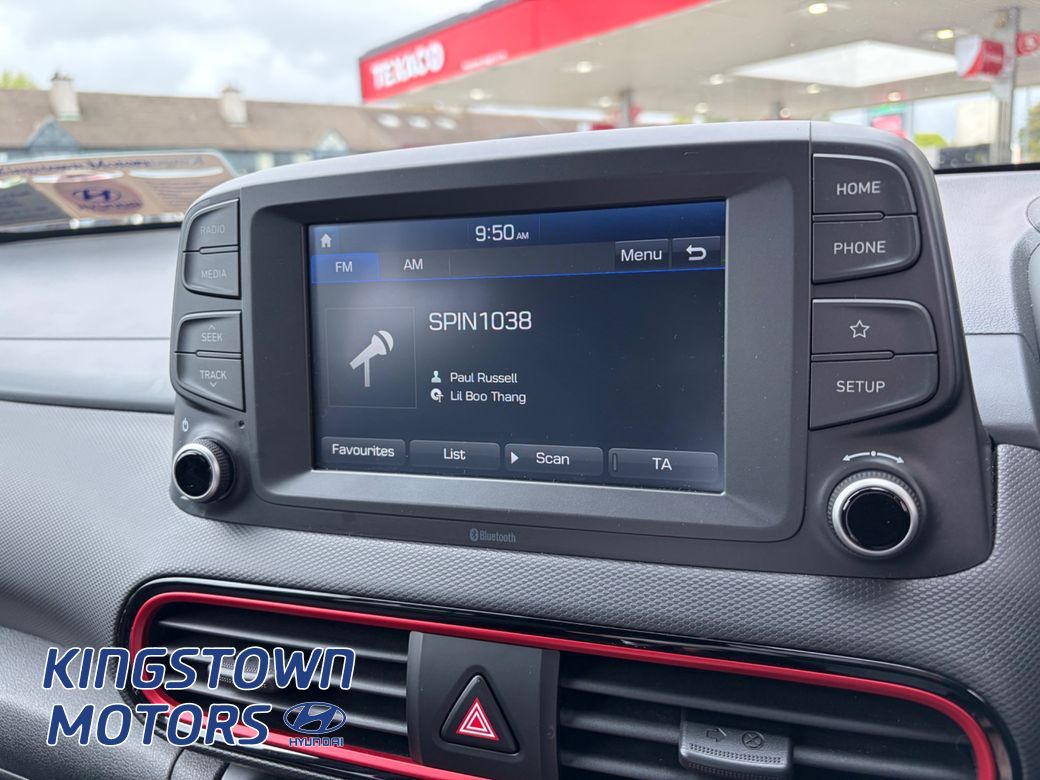 TEXACO
HYUNDAI
RADIO
MEDIA
SEEK
TRACK
9:50 AM
FM
AM
Menu
SPIN1038
Paul Russell
Lil Boo Thang
Favourites
List
Scan
TA
HOME
PHONE
SETUP
Bluetooth
KINGSTOWN
MOTORS
HYUNDAI